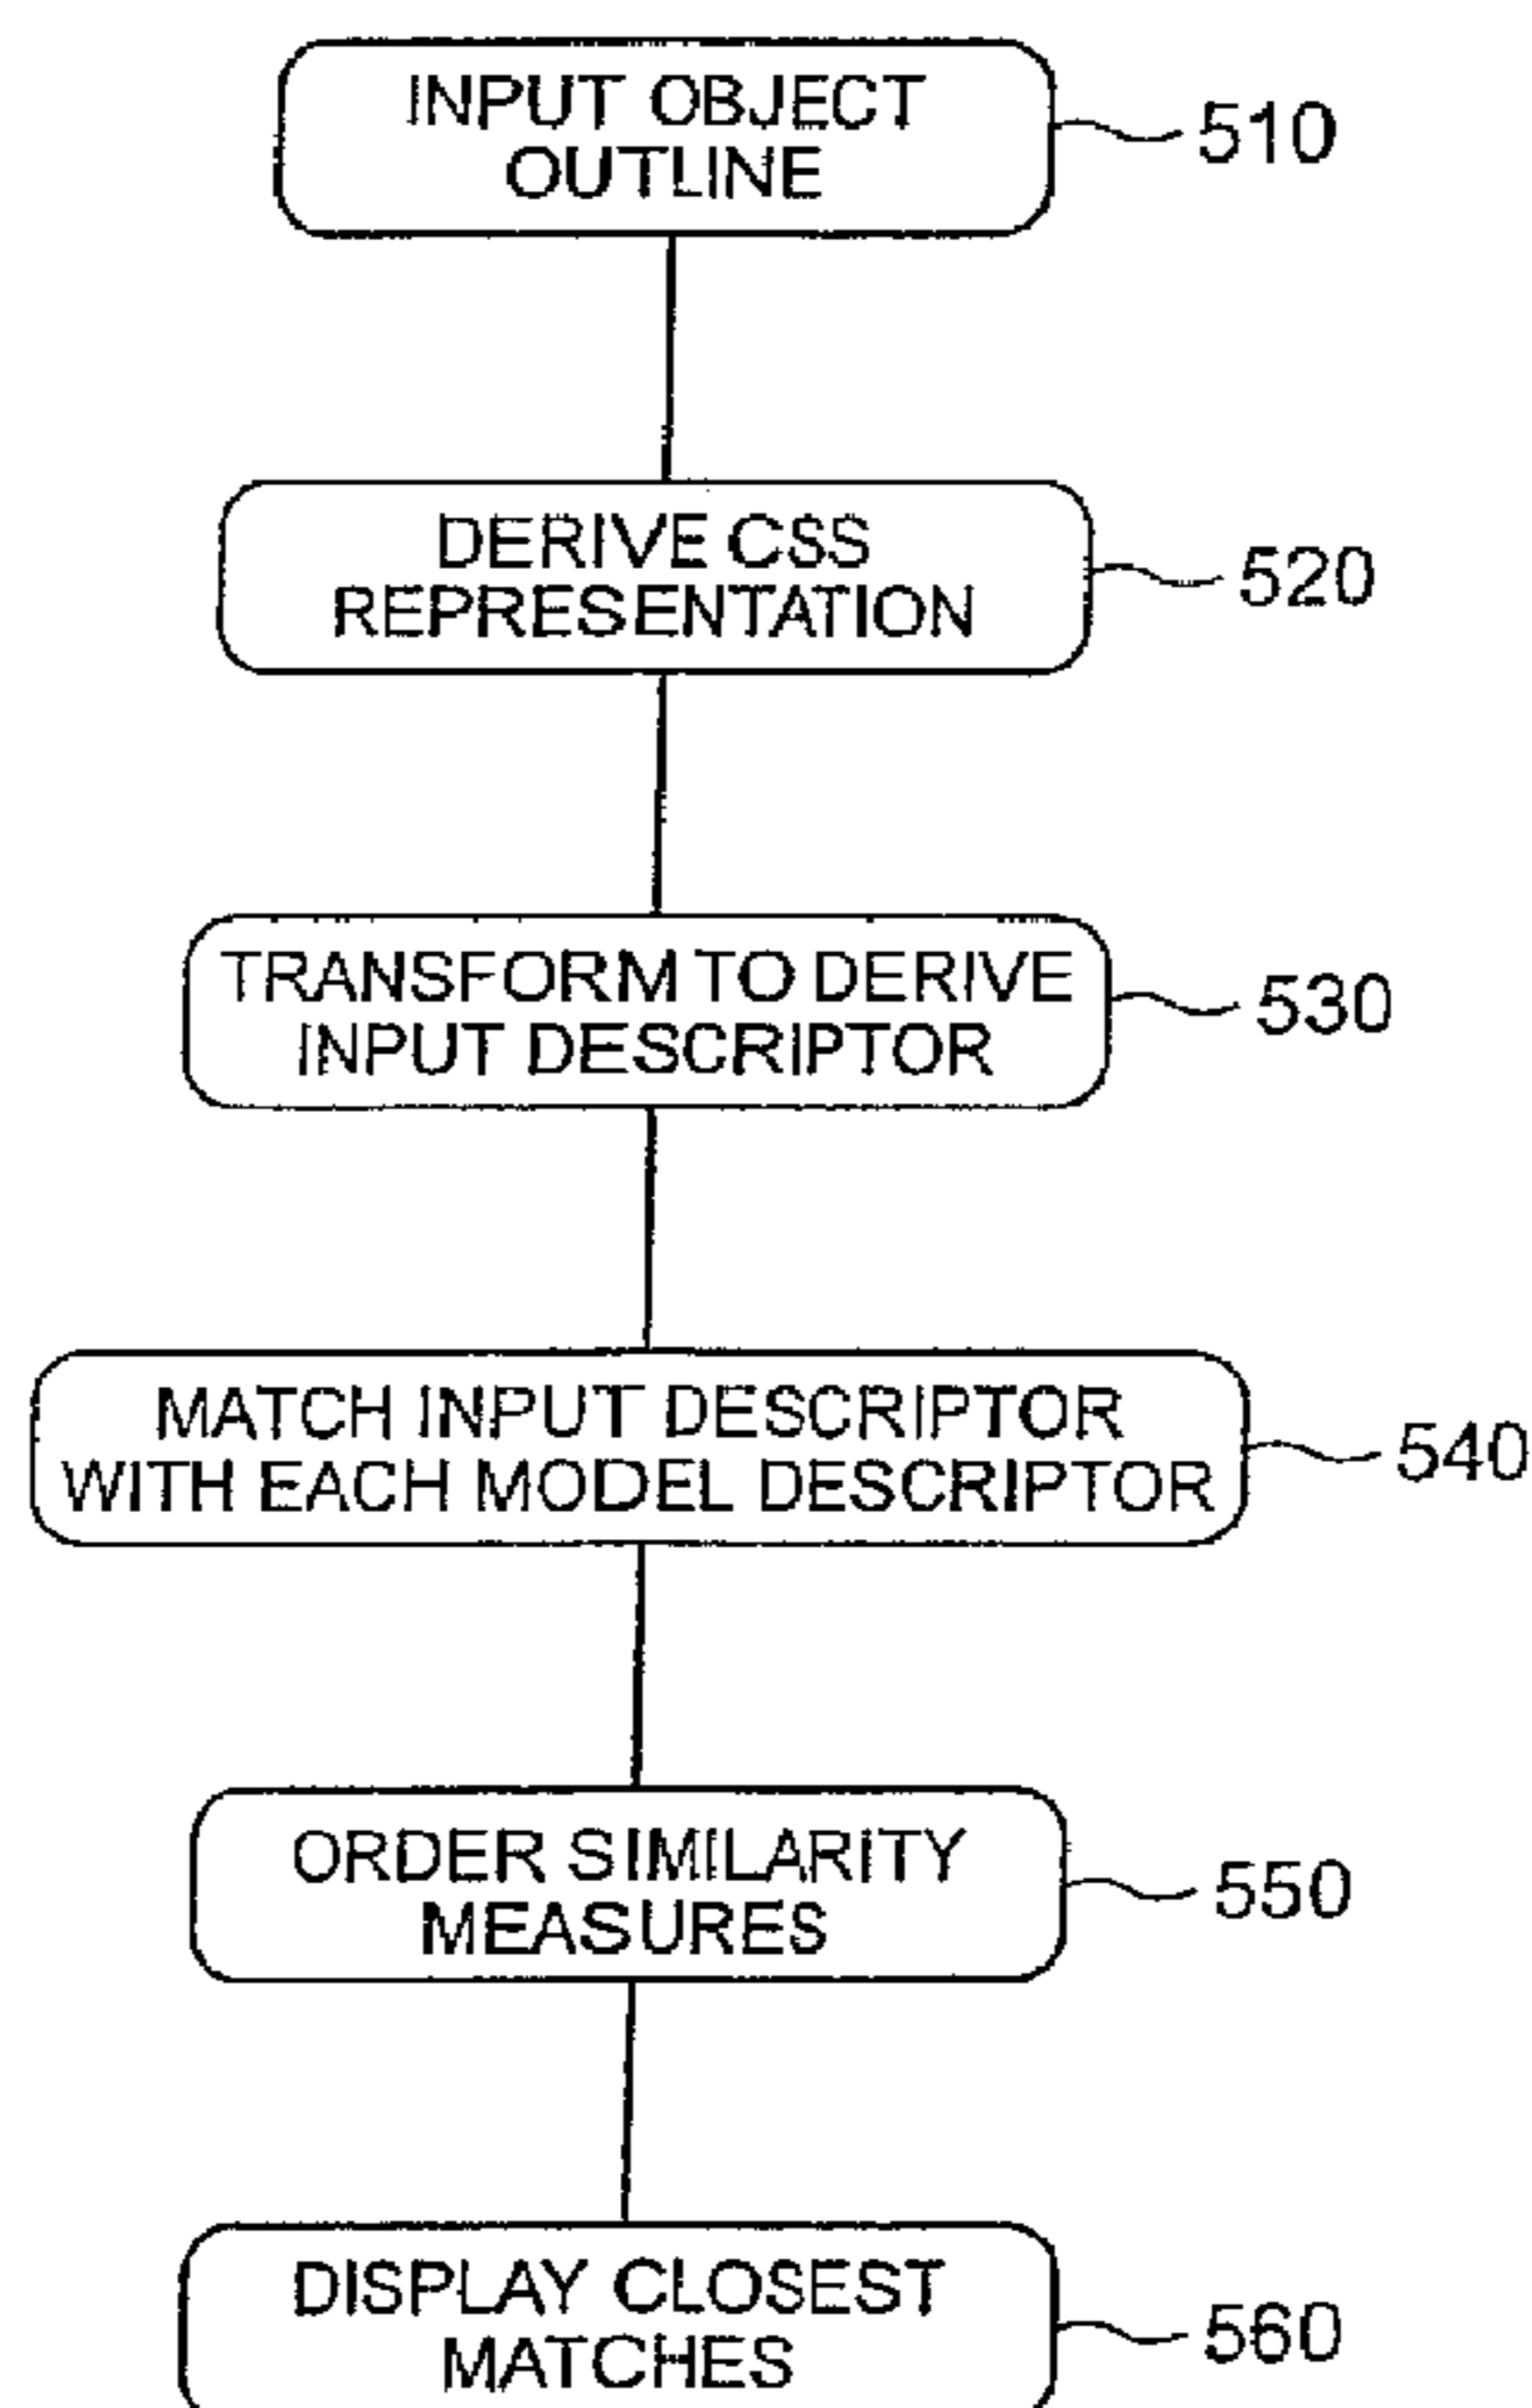 INPUT OBJECT
OUTLINE
510
DERIVE CSS
REPRESENTATION
520
TRANSFORM TO DERIVE
INPUT DESCRIPTOR
530
MATCH INPUT DESCRIPTOR
WITH EACH MODEL DESCRIPTOR
540
ORDER SIMILARITY
MEASURES
550
DISPLAY CLOSEST
MATCHES
560